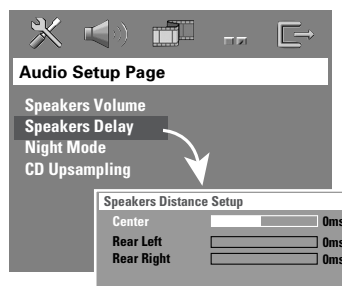 Audio Setup Page
Speakers Volume
Speakers Delay
Night Mode
CD Upsampling
Speakers Distance Setup
Center 0ms
Rear Left 0ms
Rear Right 0ms